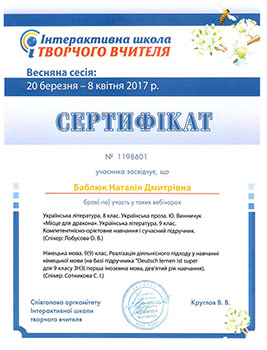 Інтерактивна школа
ТВОРЧОГО ВЧИТЕЛЯ
Весняна сесія:
20 березня – 8 квітня 2017 р.
СЕРТИФІКАТ
№ 1198601
учасника засвідчує, що
Баблюк Наталія Дмитрівна
брав(-ла) участь у таких вебінарах
Українська література, 8 клас. Українська проза. Ю. Винничук
«Місце для дракона». Українська література, 9 клас.
Компетентнісно-орієтоване навчання і сучасний підручник.
(Спікер: Лобусова О. В.)
Німецька мова, 9(9) клас, Реалізація діяльнісного підходу у навчанні
німецької мови (на базі підручника "Deutsch lernen ist super
для 9 класу ЗНЗ( перша іноземна мова, дев'ятий рік навчання).
(Спікер: Сотникова С. І.)
Співголова оргкомітету
Інтерактивної школи
творчого вчителя
Круглов В. В.